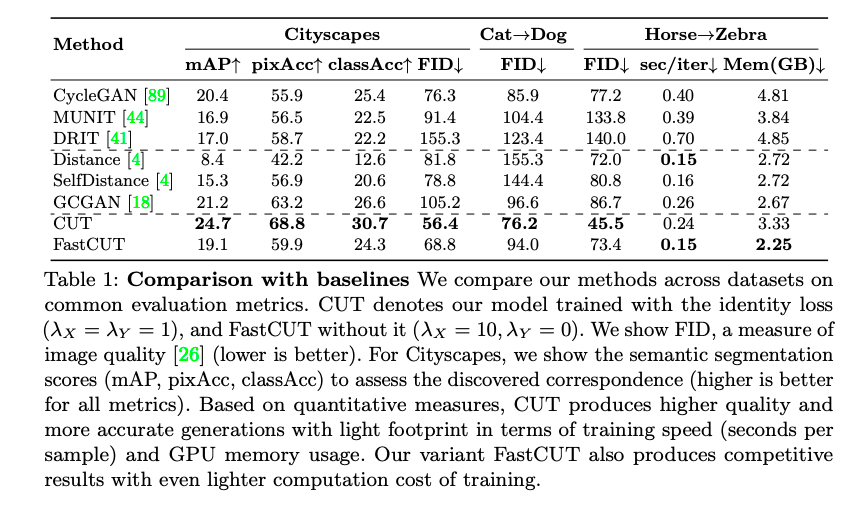 Method Cityscapes Cat→Dog Horse→Zebra
mAP↑ pixAcc↑ classAcc↑ FID↓ FID↓ FID↓ sec/iter↓ Mem(GB)↓
CycleGAN [89] 20.4 55.9 25.4 76.3 85.9 77.2 0.40 4.81
MUNIT [44] 16.9 56.5 22.5 91.4 104.4 133.8 0.39 3.84
DRIT [41] 17.0 58.7 22.2 155.3 123.4 140.0 0.70 4.85
Distance [4] 8.4 42.2 12.6 81.8 155.3 72.0 0.15 2.72
SelfDistance [4] 15.3 56.9 20.6 78.8 144.4 80.8 0.16 2.72
GCGAN [18] 21.2 63.2 26.6 105.2 96.6 86.7 0.26 2.67
CUT 24.7 68.8 30.7 56.4 76.2 45.5 0.24 3.33
FastCUT 19.1 59.9 24.3 68.8 94.0 73.4 0.15 2.25
Table 1: Comparison with baselines We compare our methods across datasets on
common evaluation metrics. CUT denotes our model trained with the identity loss
(λX = λY = 1), and FastCUT without it (λX = 10, λY = 0). We show FID, a measure of
image quality [26] (lower is better). For Cityscapes, we show the semantic segmentation
scores (mAP, pixAcc, classAcc) to assess the discovered correspondence (higher is better
for all metrics). Based on quantitative measures, CUT produces higher quality and
more accurate generations with light footprint in terms of training speed (seconds per
sample) and GPU memory usage. Our variant FastCUT also produces competitive
results with even lighter computation cost of training.